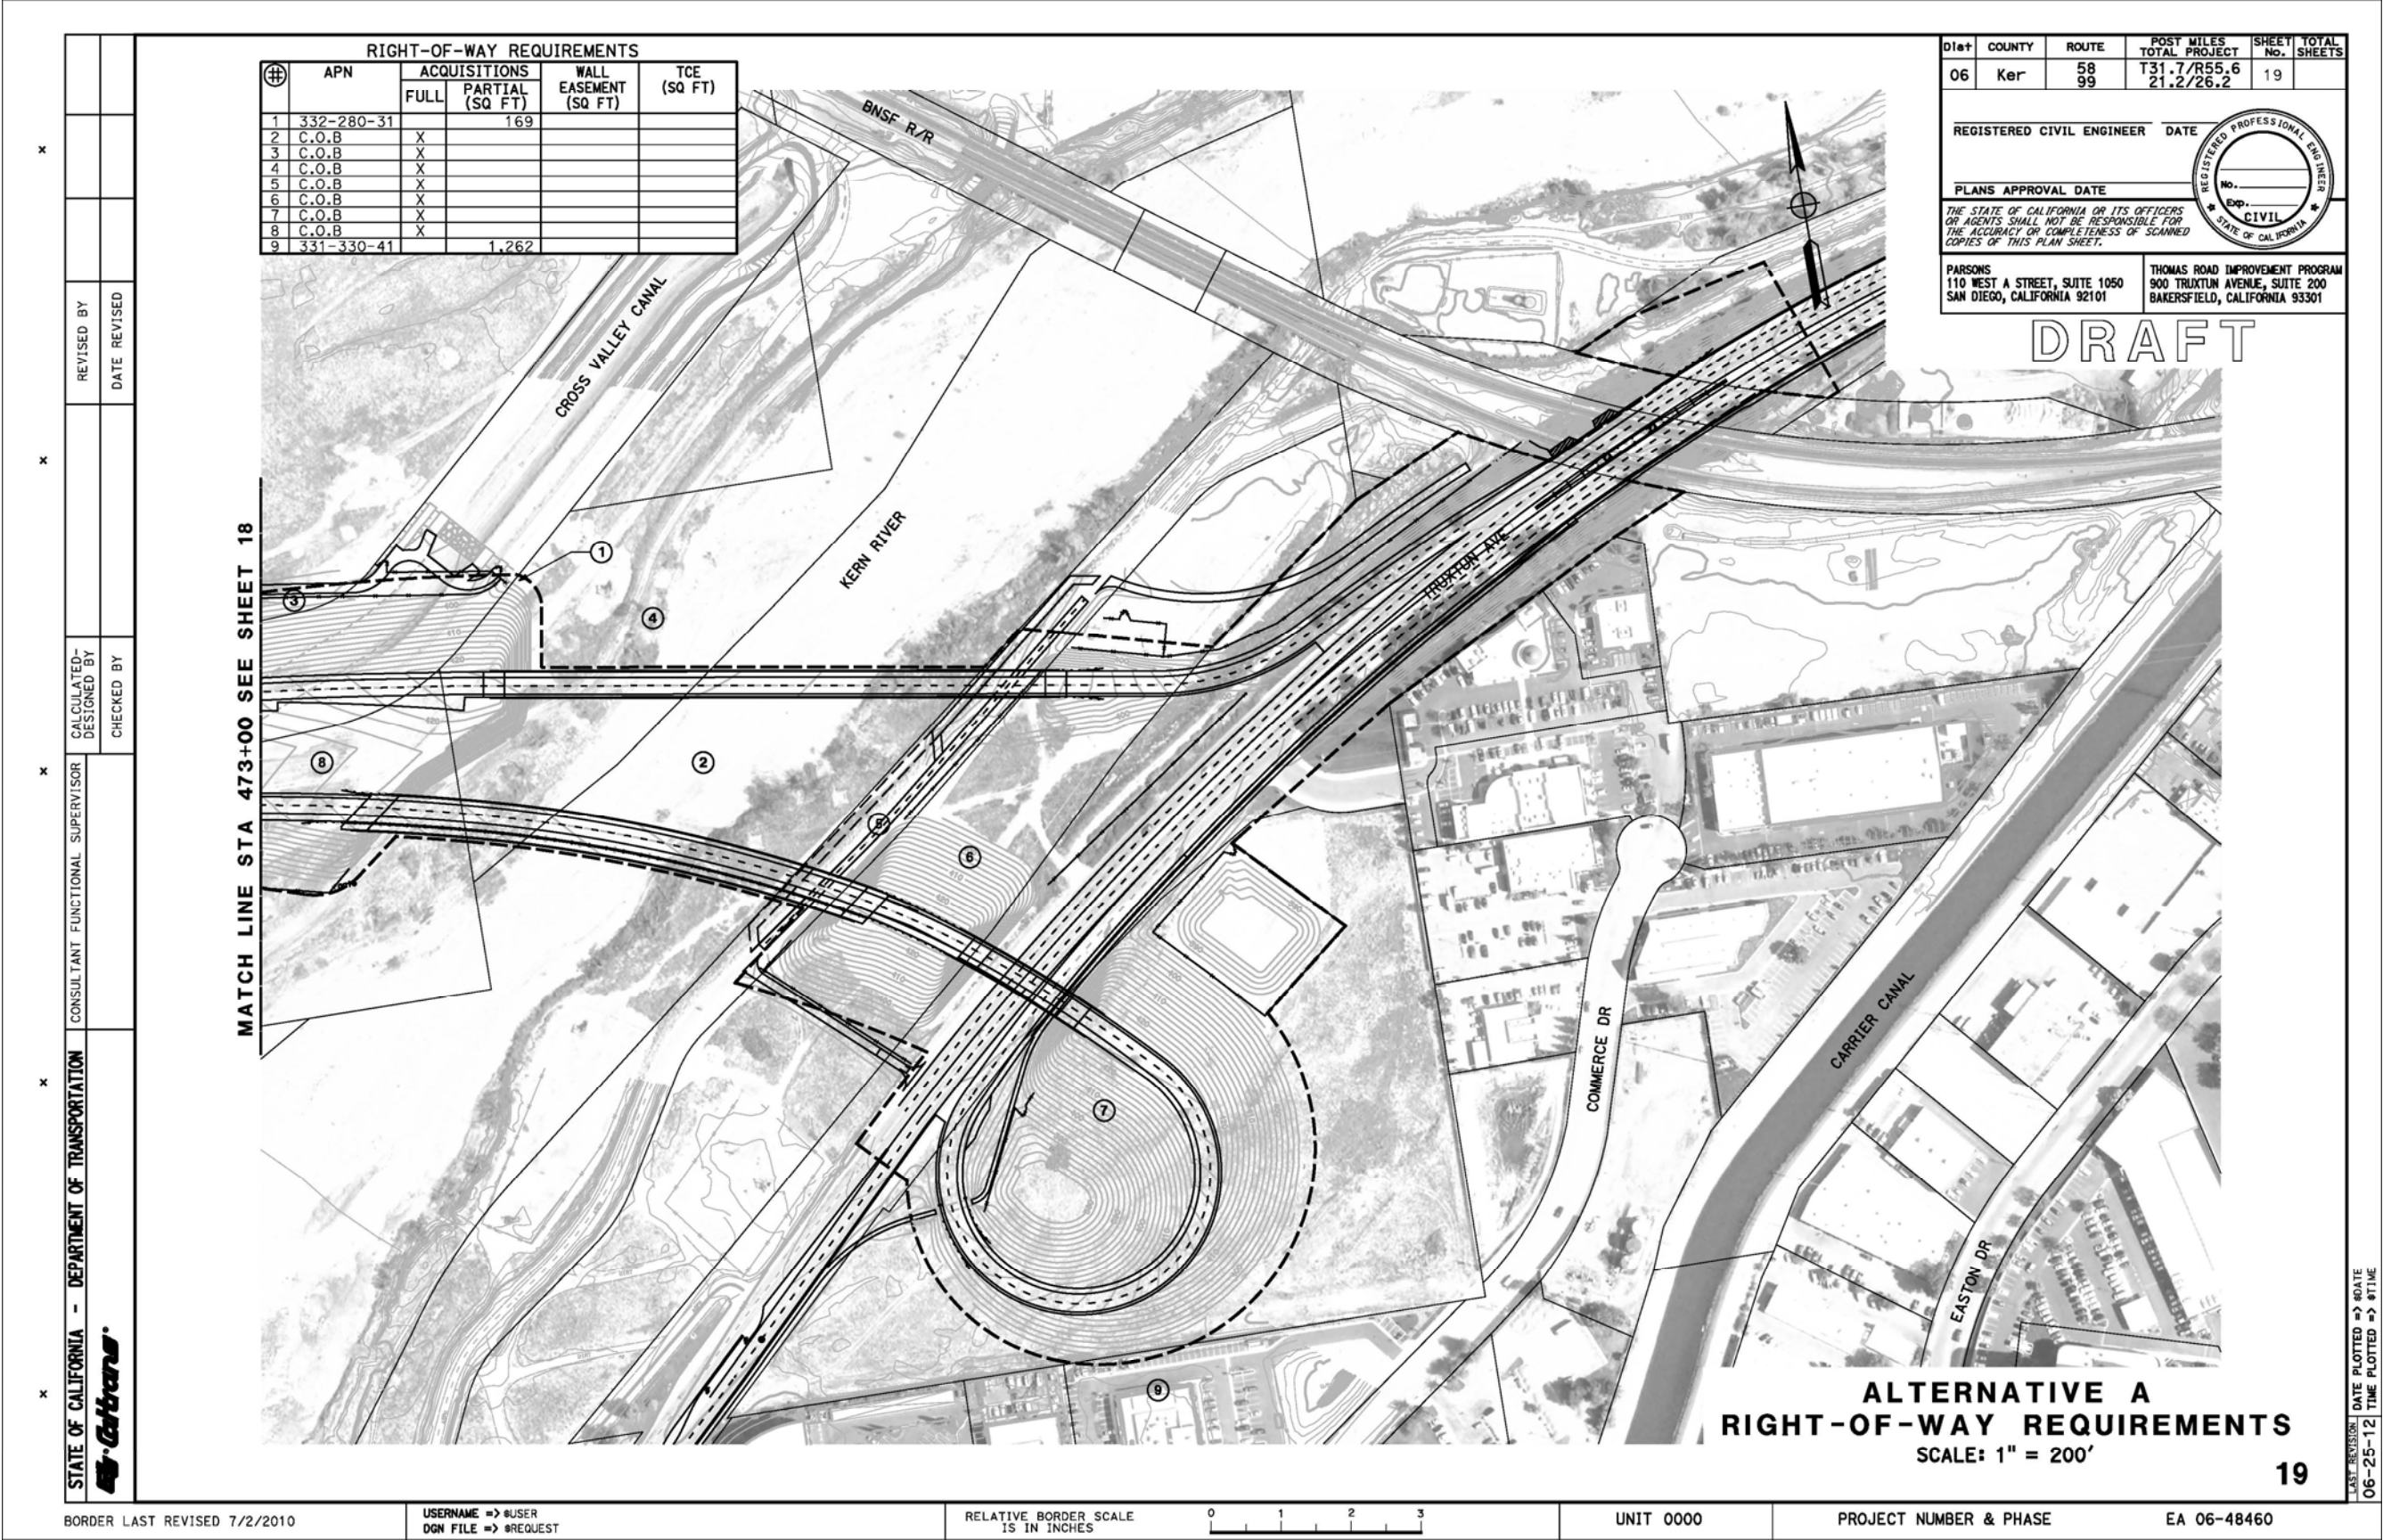 RIGHT-OF-WAY REQUIREMENTS
# APN ACQUISITIONS WALL EASEMENT (SQ FT) TCE (SQ FT)
FULL PARTIAL (SQ FT)
1 332-280-31 169
2 C.O.B X
3 C.O.B X
4 C.O.B X
5 C.O.B X
6 C.O.B X
7 C.O.B X
8 C.O.B X
9 331-330-41 1,262
Dist COUNTY ROUTE POST MILES TOTAL PROJECT SHEET No. TOTAL SHEETS
06 Ker 58 99 T31.7/R55.6 21.2/26.2 19
REGISTERED CIVIL ENGINEER DATE
PLANS APPROVAL DATE
THE STATE OF CALIFORNIA OR ITS OFFICERS
OR AGENTS SHALL NOT BE RESPONSIBLE FOR
THE ACCURACY OR COMPLETENESS OF SCANNED
COPIES OF THIS PLAN SHEET.
REGISTERED PROFESSIONAL ENGINEER
No.
Exp.
CIVIL
STATE OF CALIFORNIA
PARSONS
110 WEST A STREET, SUITE 1050
SAN DIEGO, CALIFORNIA 92101
THOMAS ROAD IMPROVEMENT PROGRAM
900 TRUXTUN AVENUE, SUITE 200
BAKERSFIELD, CALIFORNIA 93301
DRAFT
BNSF R/R
CROSS VALLEY CANAL
KERN RIVER
TRUXTUN AVE
COMMERCE DR
CARRIER CANAL
EASTON DR
1
2
3
4
5
6
7
8
9
MATCH LINE STA 473+00 SEE SHEET 18
REVISED BY
DATE REVISED
CALCULATED-
DESIGNED BY
CHECKED BY
CONSULTANT FUNCTIONAL SUPERVISOR
STATE OF CALIFORNIA - DEPARTMENT OF TRANSPORTATION
Caltrans
ALTERNATIVE A
RIGHT-OF-WAY REQUIREMENTS
SCALE: 1" = 200'
19
LAST REVISION
06-25-12
DATE PLOTTED => $DATE
TIME PLOTTED => $TIME
BORDER LAST REVISED 7/2/2010
USERNAME => $USER
DGN FILE => $REQUEST
RELATIVE BORDER SCALE
IS IN INCHES
0 1 2 3
UNIT 0000
PROJECT NUMBER & PHASE
EA 06-48460